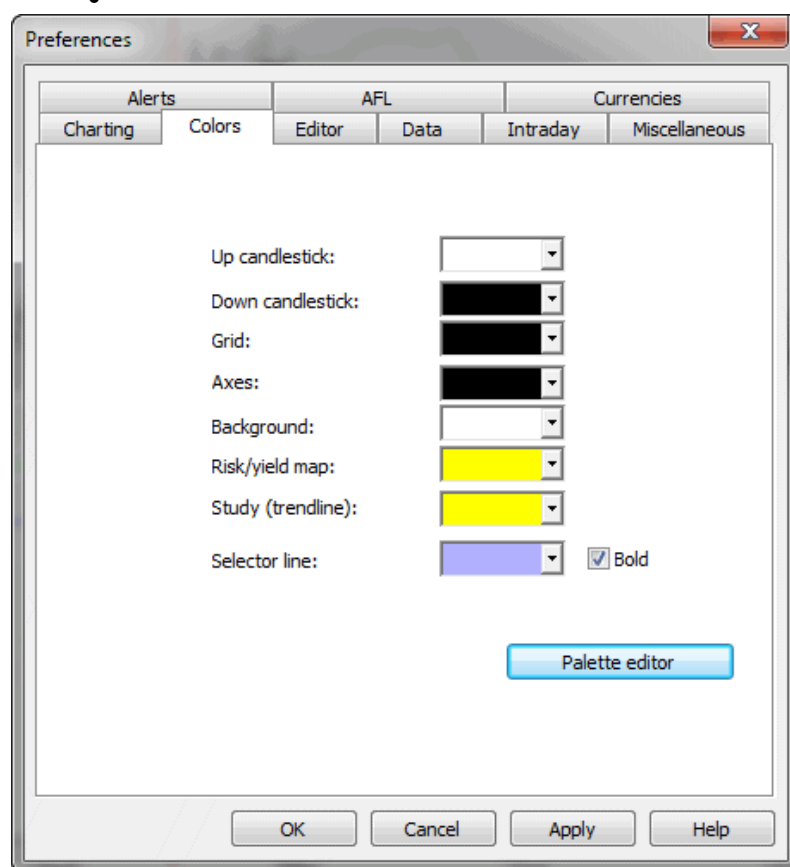 Preferences
Alerts AFL Currencies
Charting Colors Editor Data Intraday Miscellaneous
Up candlestick:
Down candlestick:
Grid:
Axes:
Background:
Risk/yield map:
Study (trendline):
Selector line: Bold
Palette editor
OK Cancel Apply Help